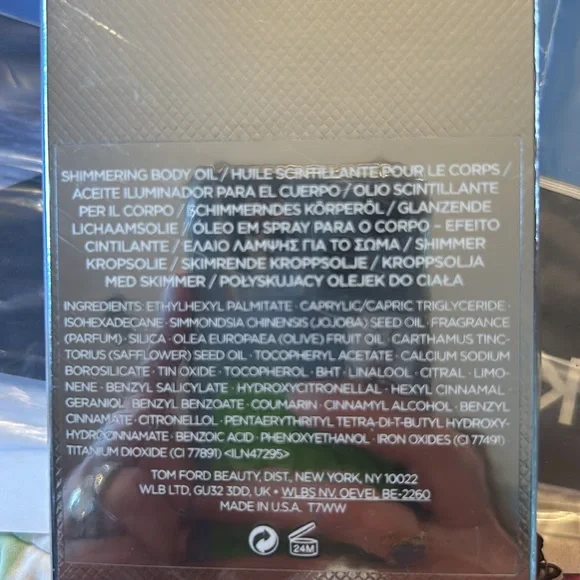 SHIMMERING BODY OIL / HUILE SCINTILLANTE POUR LE CORPS /
ACEITE ILUMINADOR PARA EL CUERPO / OLIO SCINTILLANTE
PER IL CORPO / SCHIMMERNDES KÖRPERÖL / GLANZENDE
LICHAAMSOLIE / ÓLEO EM SPRAY PARA O CORPO - EFEITO
CINTILANTE / ΕΛΑΙΟ ΛΑΜΨΗΣ ΓΙΑ ΤΟ ΣΩΜΑ / SHIMMER
KROPSOLIE / SKIMRENDE KROPPSOLJE / KROPPSOLJA
MED SKIMMER / POŁYSKUJĄCY OLEJEK DO CIAŁA
INGREDIENTS: ETHYLHEXYL PALMITATE · CAPRYLIC/CAPRIC TRIGLYCERIDE ·
ISOHEXADECANE · SIMMONDSIA CHINENSIS (JOJOBA) SEED OIL · FRAGRANCE
(PARFUM) · SILICA · OLEA EUROPAEA (OLIVE) FRUIT OIL · CARTHAMUS TINC-
TORIUS (SAFFLOWER) SEED OIL · TOCOPHERYL ACETATE · CALCIUM SODIUM
BOROSILICATE · TIN OXIDE · TOCOPHEROL · BHT · LINALOOL · CITRAL · LIMO-
NENE · BENZYL SALICYLATE · HYDROXYCITRONELLAL · HEXYL CINNAMAL ·
GERANIOL · BENZYL BENZOATE · COUMARIN · CINNAMYL ALCOHOL · BENZYL
CINNAMATE · CITRONELLOL · PENTAERYTHRITYL TETRA-DI-T-BUTYL HYDROXY-
HYDROCINNAMATE · BENZOIC ACID · PHENOXYETHANOL · IRON OXIDES (CI 77491) ·
TITANIUM DIOXIDE (CI 77891) <ILN47295>
TOM FORD BEAUTY, DIST., NEW YORK, NY 10022
WLB LTD, GU32 3DD, UK • WLBS NV, OEVEL BE-2260
MADE IN U.S.A. T7WW
24M